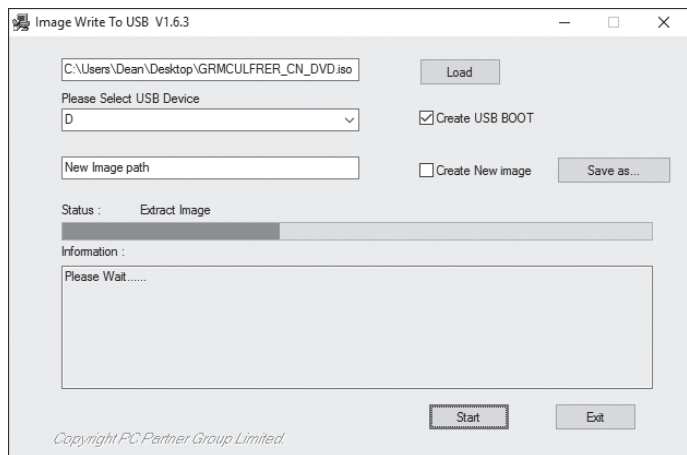 Image Write To USB V1.6.3
C:\Users\Dean\Desktop\GRMCULFRER_CN_DVD.iso
Load
Please Select USB Device
D
Create USB BOOT
New Image path
Create New image
Save as...
Status : Extract Image
Information :
Please Wait......
Start
Exit
Copyright PC Partner Group Limited.